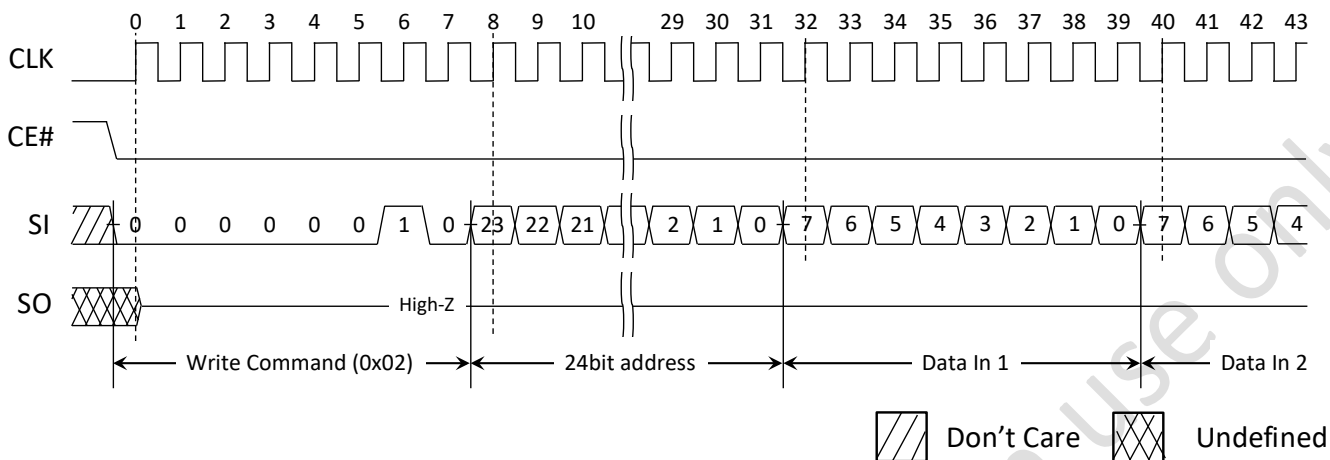 0 1 2 3 4 5 6 7 8 9 10 29 30 31 32 33 34 35 36 37 38 39 40 41 42 43
CLK
CE#
SI 0 0 0 0 0 0 1 0 23 22 21 2 1 0 7 6 5 4 3 2 1 0 7 6 5 4
SO High-Z
Write Command (0x02) 24bit address Data In 1 Data In 2
Don't Care Undefined
use only